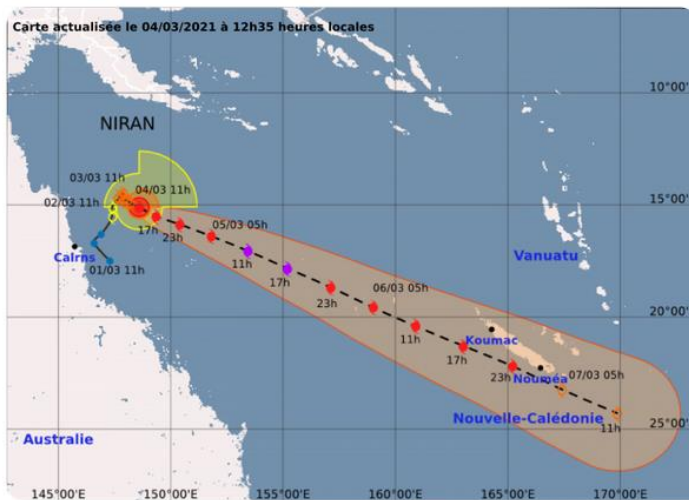 Carte actualisée le 04/03/2021 à 12h35 heures locales
10°00'
NIRAN
03/03 11h
04/03 11h
02/03 11h
15°00'
17h
23h
05/03 05h
Cairns
01/03 11h
11h
Vanuatu
17h
23h
06/03 05h
20°00'
11h
Koumac
17h
23h
Nouméa
07/03 05h
Nouvelle-Calédonie
11h
Australie
25°00'
145°00'E
150°00'E
155°00'E
160°00'E
165°00'E
170°00'E